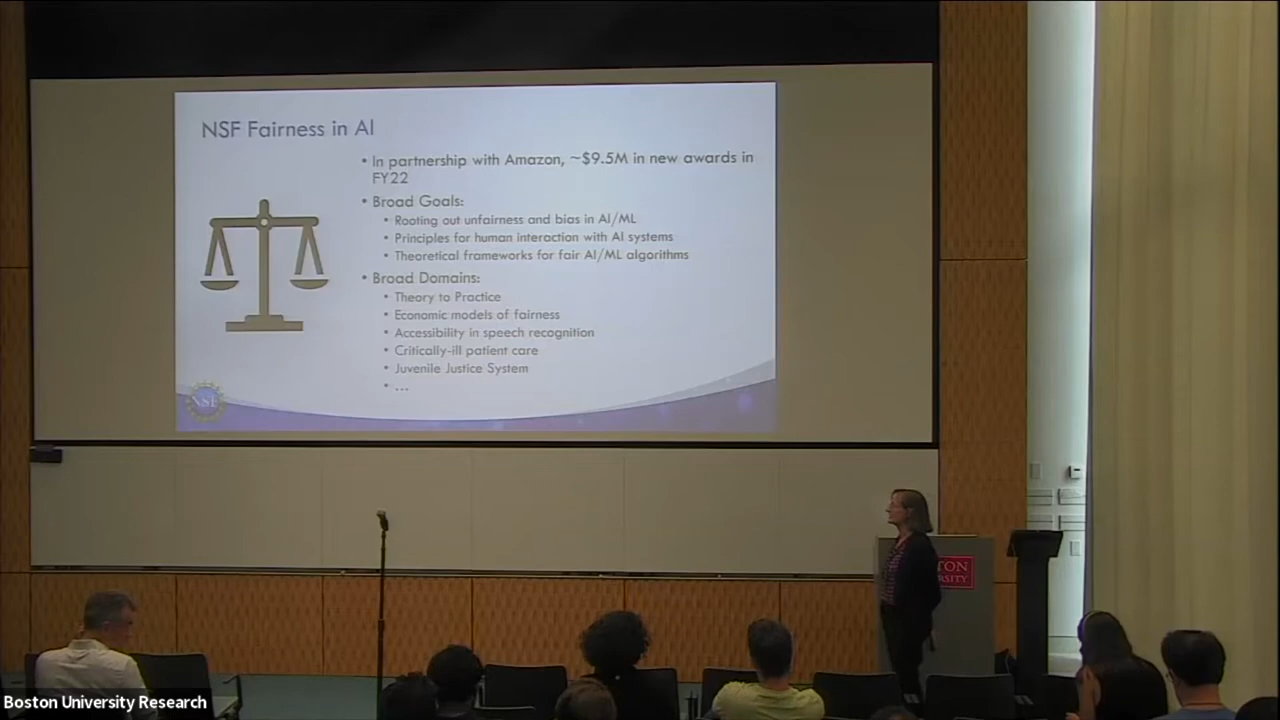 NSF Fairness in AI
• In partnership with Amazon, ~$9.5M in new awards in
FY22
• Broad Goals:
• Rooting out unfairness and bias in AI/ML
• Principles for human interaction with AI systems
• Theoretical frameworks for fair AI/ML algorithms
• Broad Domains:
• Theory to Practice
• Economic models of fairness
• Accessibility in speech recognition
• Critically-ill patient care
• Juvenile Justice System
• ...
NSF
TON
RSITY
Boston University Research